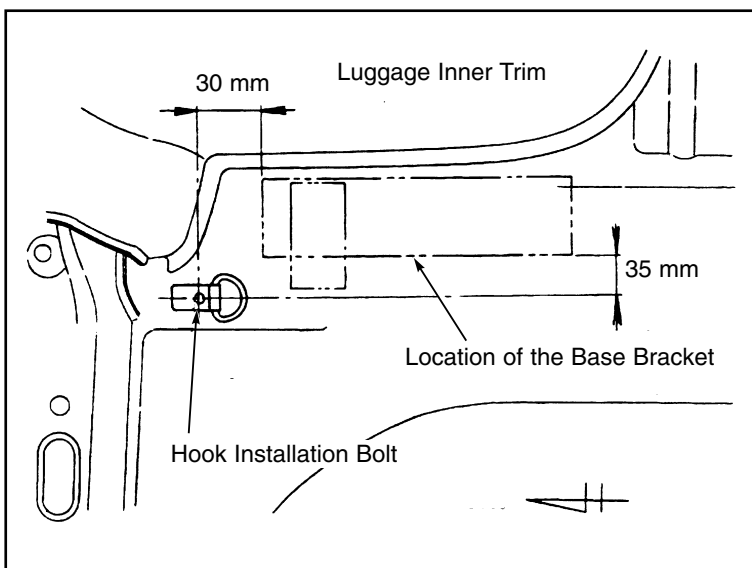 Luggage Inner Trim
30 mm
35 mm
Location of the Base Bracket
Hook Installation Bolt